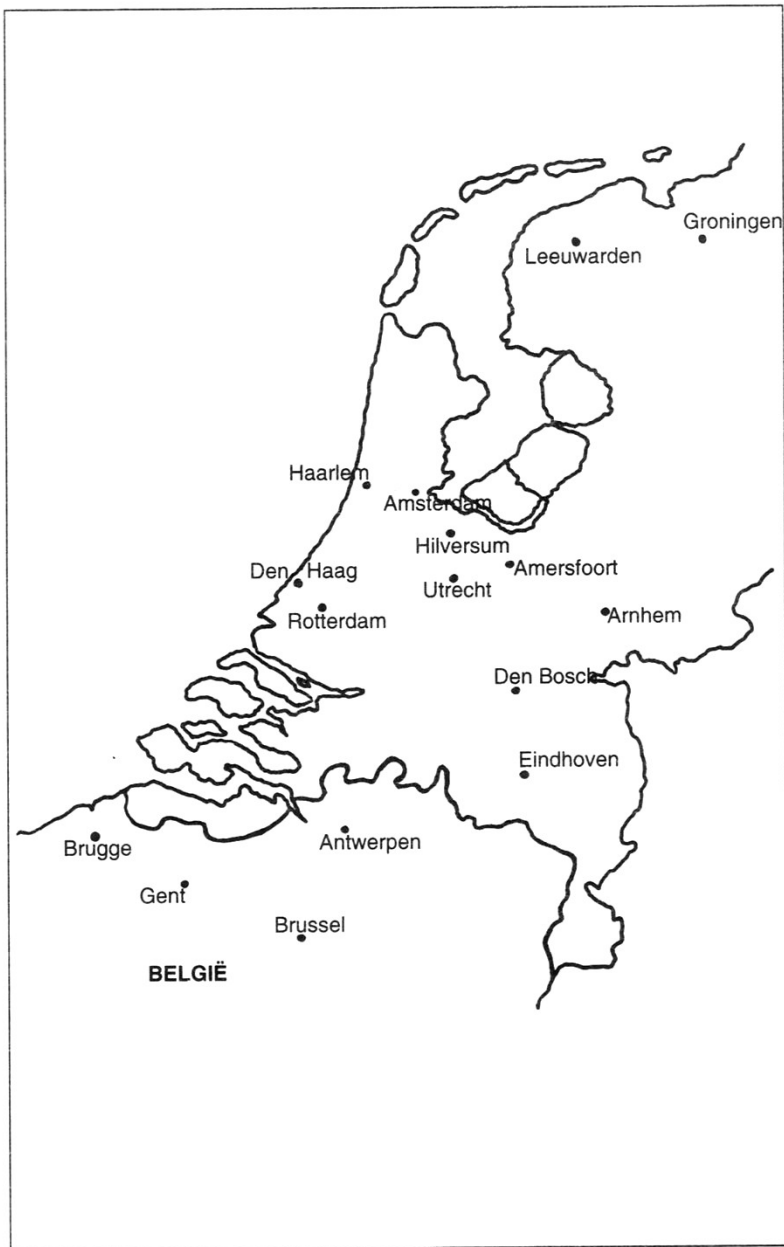 Groningen
Leeuwarden
Haarlem
Amsterdam
Hilversum
Den Haag
Amersfoort
Utrecht
Rotterdam
Arnhem
Den Bosch
Eindhoven
Brugge
Antwerpen
Gent
Brussel
BELGIË